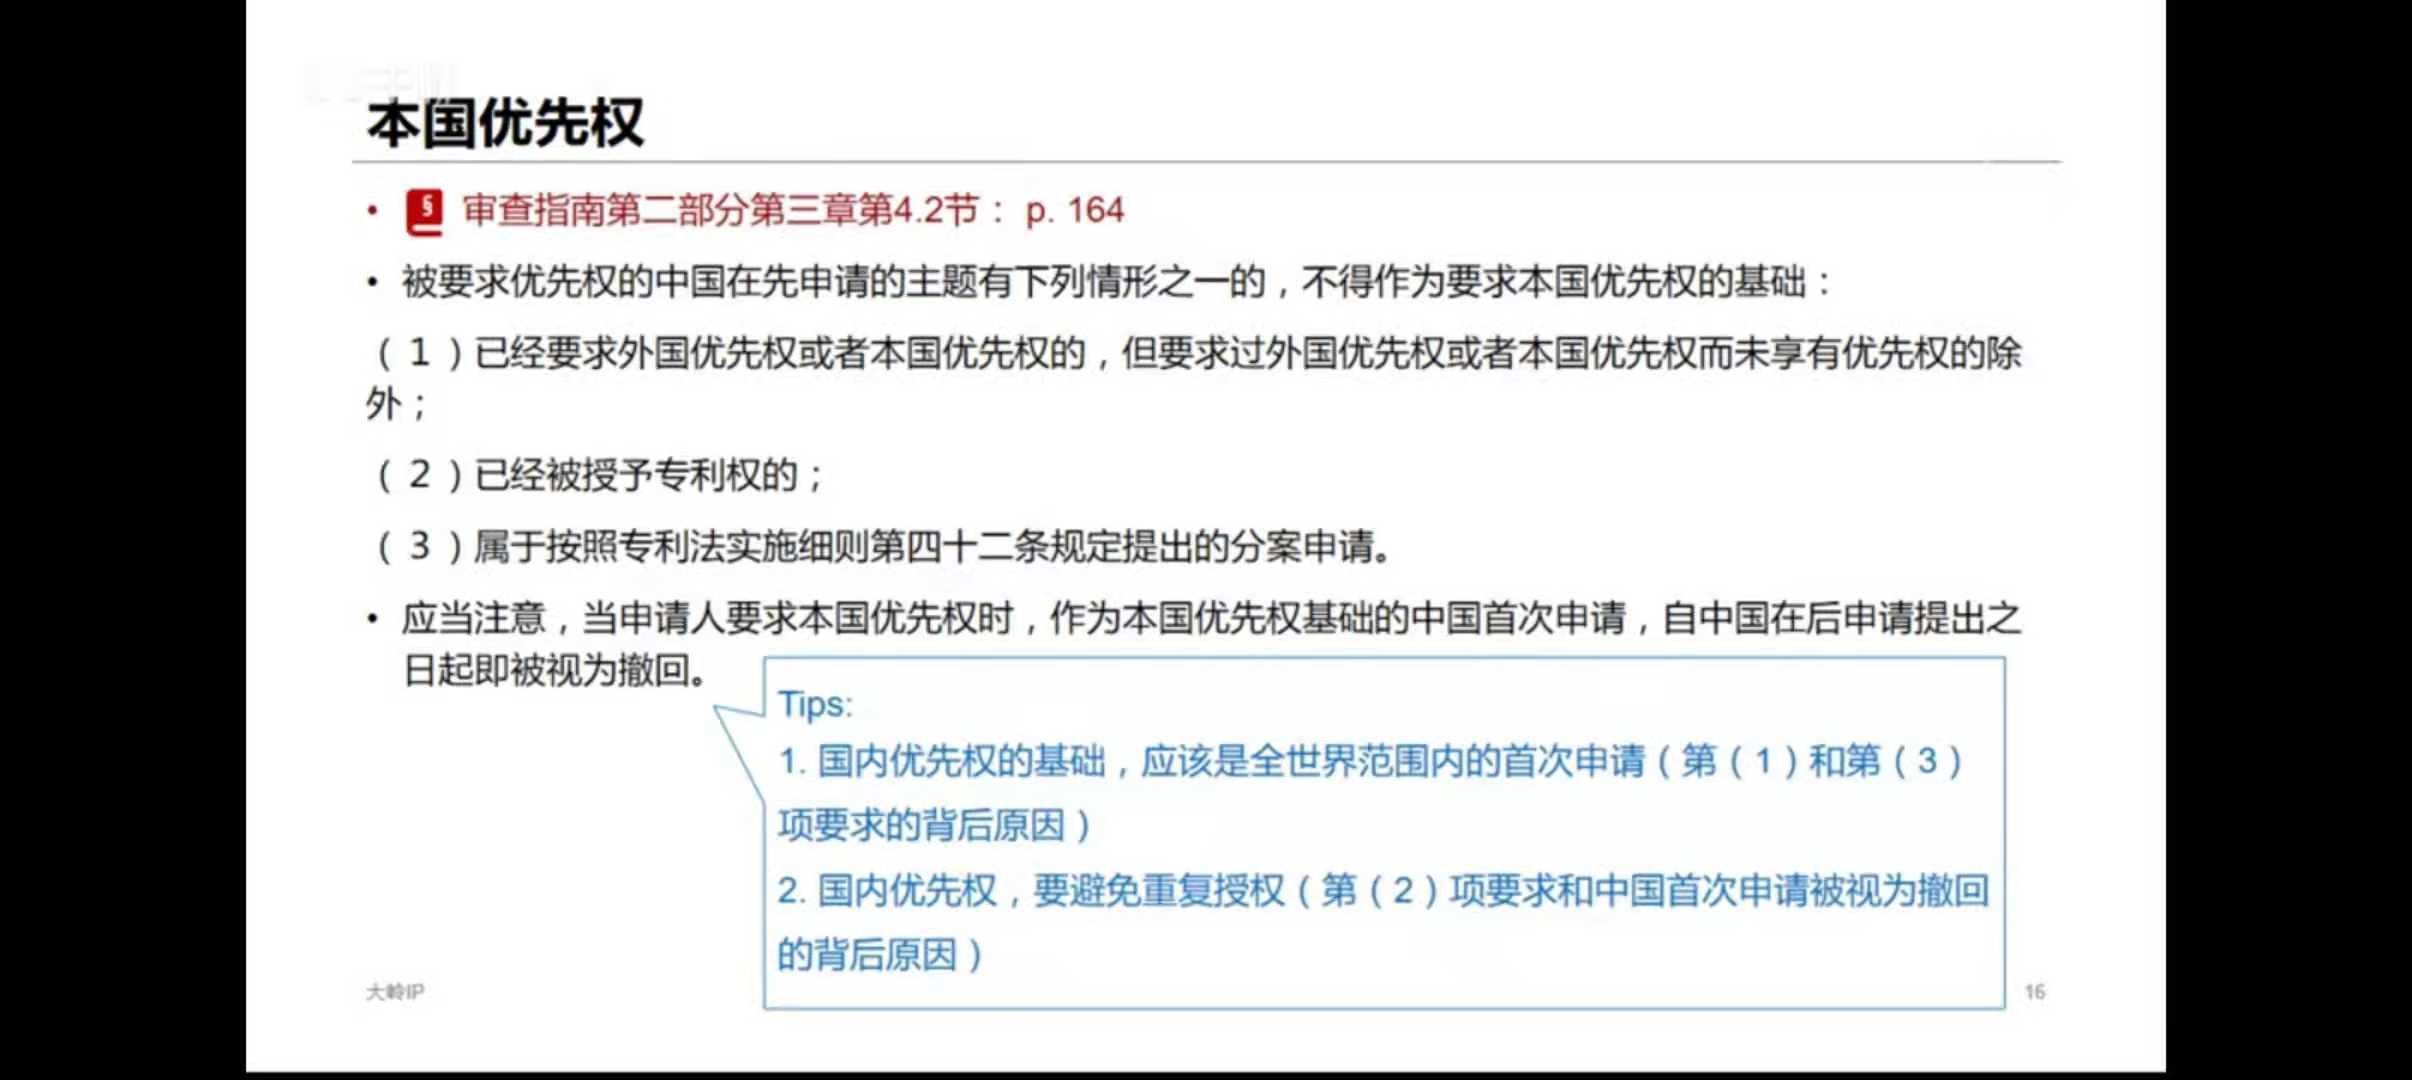 本国优先权
• § 审查指南第二部分第三章第4.2节：p. 164
• 被要求优先权的中国在先申请的主题有下列情形之一的，不得作为要求本国优先权的基础：
（1）已经要求外国优先权或者本国优先权的，但要求过外国优先权或者本国优先权而未享有优先权的除
外；
（2）已经被授予专利权的；
（3）属于按照专利法实施细则第四十二条规定提出的分案申请。
• 应当注意，当申请人要求本国优先权时，作为本国优先权基础的中国首次申请，自中国在后申请提出之
日起即被视为撤回。
Tips:
1. 国内优先权的基础，应该是全世界范围内的首次申请（第（1）和第（3）
项要求的背后原因）
2. 国内优先权，要避免重复授权（第（2）项要求和中国首次申请被视为撤回
的背后原因）
大岭IP
16